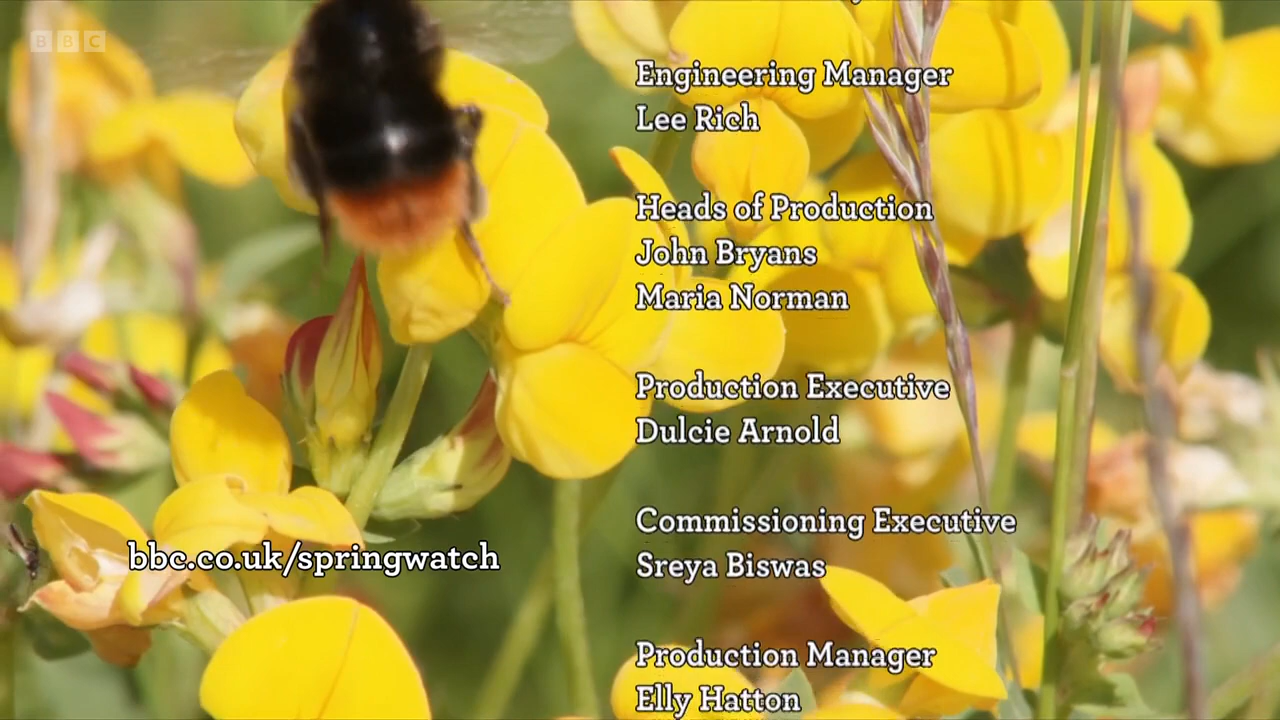 BBC
Engineering Manager
Lee Rich
Heads of Production
John Bryans
Maria Norman
Production Executive
Dulcie Arnold
Commissioning Executive
Sreya Biswas
bbc.co.uk/springwatch
Production Manager
Elly Hatton